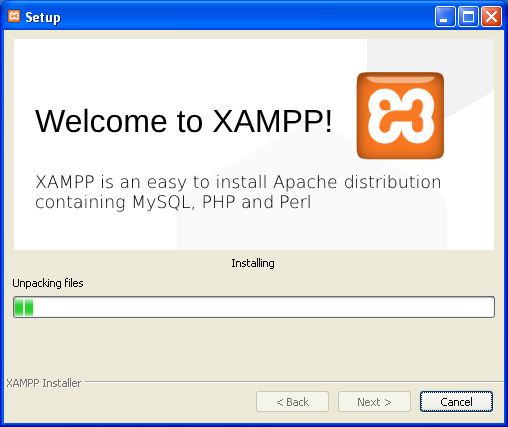 Setup
Welcome to XAMPP!
XAMPP is an easy to install Apache distribution
containing MySQL, PHP and Perl
Installing
Unpacking files
XAMPP Installer
< Back
Next >
Cancel